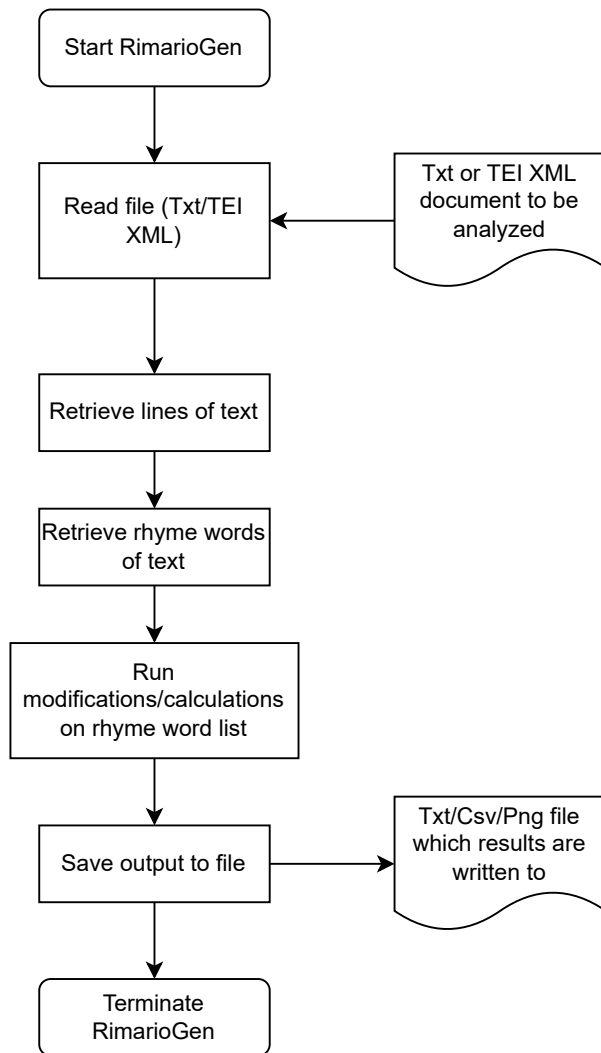 Start RimarioGen
Read file (Txt/TEI
XML)
Txt or TEI XML
document to be
analyzed
Retrieve lines of text
Retrieve rhyme words
of text
Run
modifications/calculations
on rhyme word list
Save output to file
Txt/Csv/Png file
which results are
written to
Terminate
RimarioGen